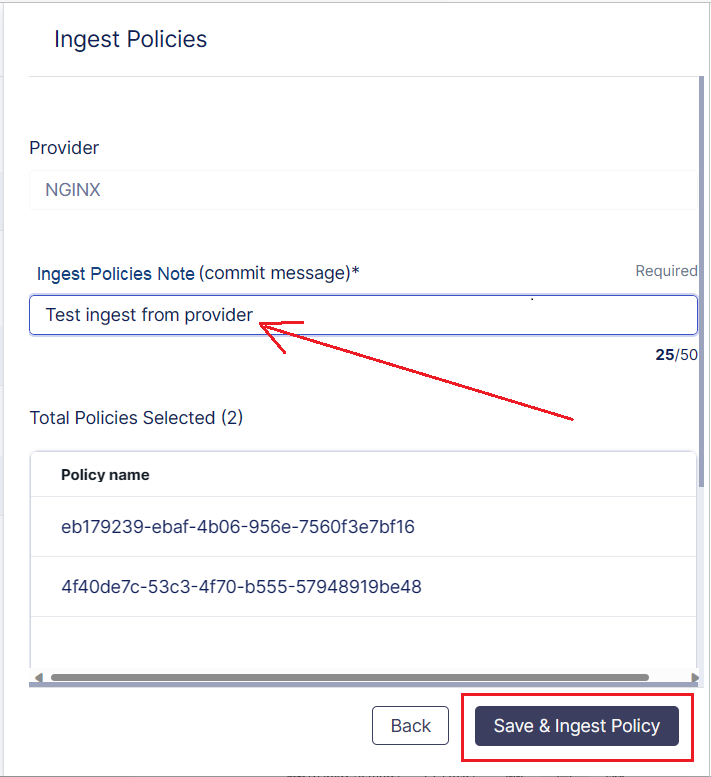 Ingest Policies
Provider
NGINX
Ingest Policies Note (commit message)*
Required
Test ingest from provider
25/50
Total Policies Selected (2)
Policy name
eb179239-ebaf-4b06-956e-7560f3e7bf16
4f40de7c-53c3-4f70-b555-57948919be48
Back
Save & Ingest Policy